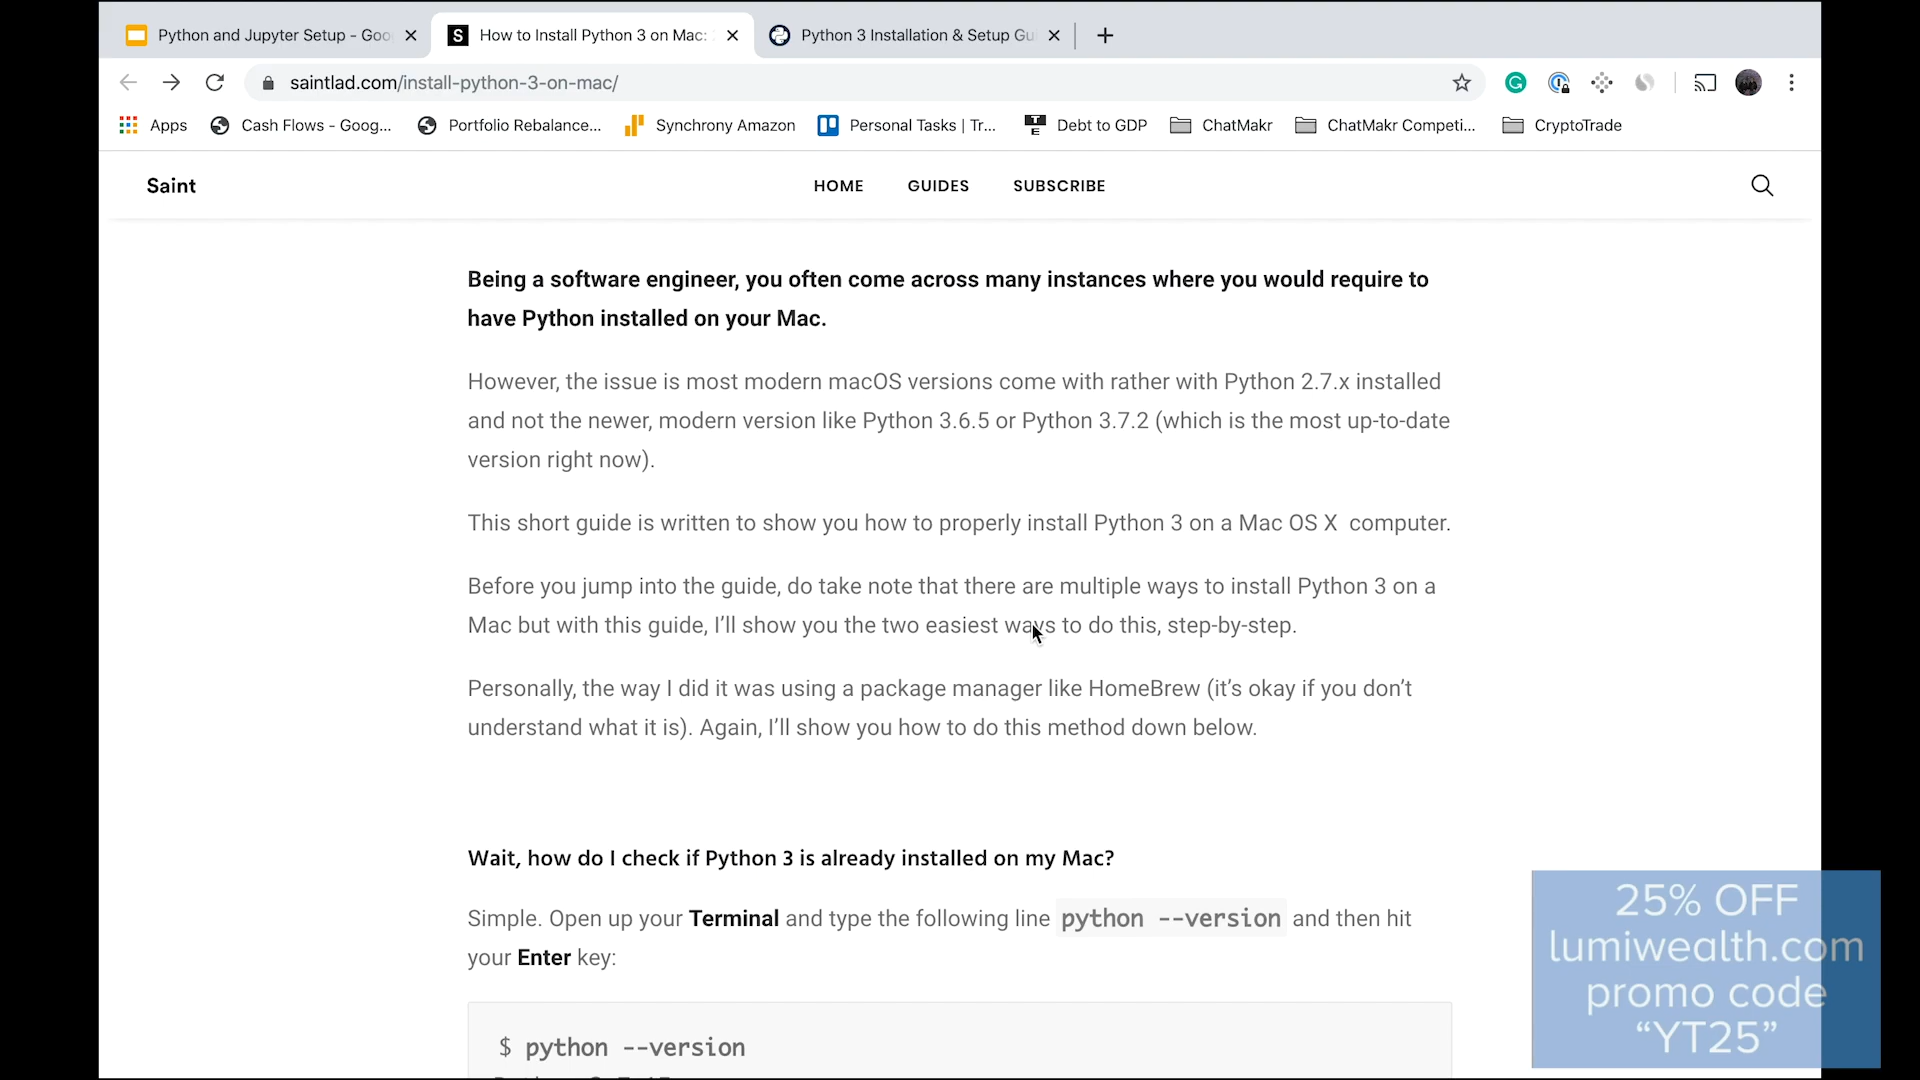 Python and Jupyter Setup - Goo
How to Install Python 3 on Mac:
Python 3 Installation & Setup Gu
saintlad.com/install-python-3-on-mac/
Apps
Cash Flows - Goog...
Portfolio Rebalance...
Synchrony Amazon
Personal Tasks | Tr...
Debt to GDP
ChatMakr
ChatMakr Competi...
CryptoTrade
Saint
HOME
GUIDES
SUBSCRIBE
Being a software engineer, you often come across many instances where you would require to
have Python installed on your Mac.
However, the issue is most modern macOS versions come with rather with Python 2.7.x installed
and not the newer, modern version like Python 3.6.5 or Python 3.7.2 (which is the most up-to-date
version right now).
This short guide is written to show you how to properly install Python 3 on a Mac OS X computer.
Before you jump into the guide, do take note that there are multiple ways to install Python 3 on a
Mac but with this guide, I'll show you the two easiest ways to do this, step-by-step.
Personally, the way I did it was using a package manager like HomeBrew (it's okay if you don't
understand what it is). Again, I'll show you how to do this method down below.
Wait, how do I check if Python 3 is already installed on my Mac?
Simple. Open up your Terminal and type the following line python --version and then hit
your Enter key:
$ python --version
25% OFF
lumiwealth.com
promo code
“YT25”